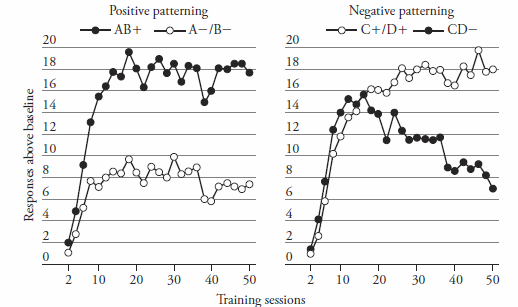 Positive patterning
AB+ A−/B−
20
18
16
14
12
10
8
6
4
2
0
Responses above baseline
2 10 20 30 40 50
Negative patterning
C+/D+ CD−
20
18
16
14
12
10
8
6
4
2
0
2 10 20 30 40 50
Training sessions